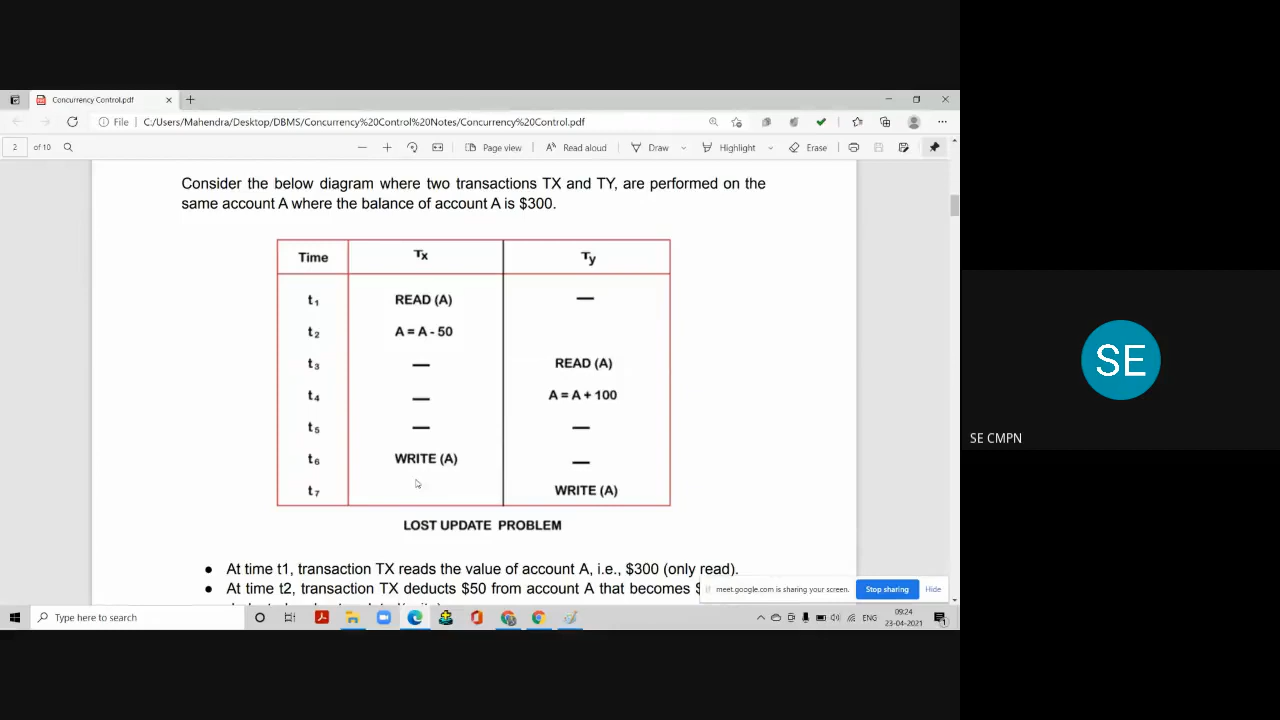 Concurrency Control.pdf
File C:/Users/Mahendra/Desktop/DBMS/Concurrency%20Control%20Notes/Concurrency%20Control.pdf
2 of 10 Page view Read aloud Draw Highlight Erase
Consider the below diagram where two transactions TX and TY, are performed on the
same account A where the balance of account A is $300.
Time Tx Ty
t1 READ (A) —
t2 A = A - 50
t3 — READ (A)
t4 — A = A + 100
t5 — —
t6 WRITE (A) —
t7 WRITE (A)
LOST UPDATE PROBLEM
● At time t1, transaction TX reads the value of account A, i.e., $300 (only read).
● At time t2, transaction TX deducts $50 from account A that becomes $
meet.google.com is sharing your screen. Stop sharing Hide
Type here to search
ENG 09:24
23-04-2021
SE
SE CMPN